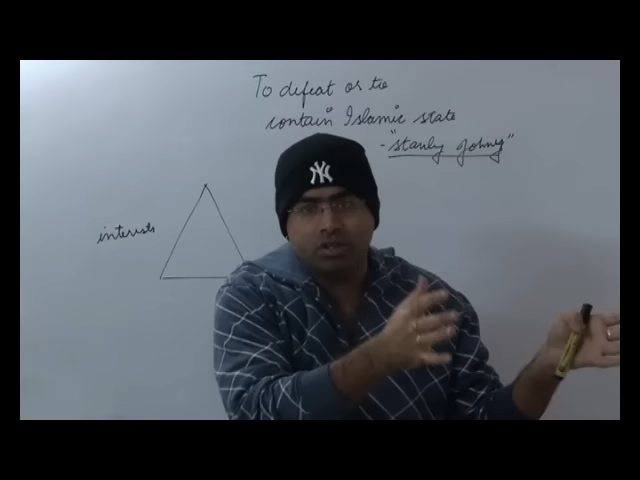 To defeat or to
"contain" Islamic state
- "stanly Johny"
interests
NY